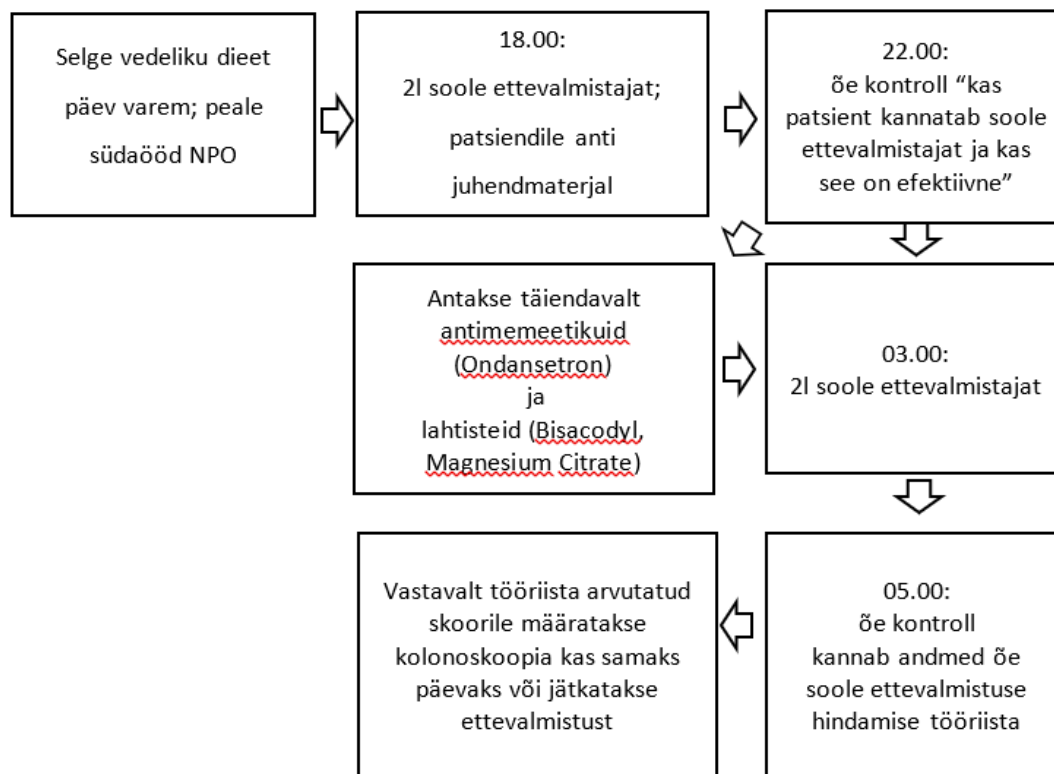 Selge vedeliku dieet
päev varem; peale
südaööd NPO
18.00:
2l soole ettevalmistajat;
patsiendile anti
juhendmaterjal
22.00:
õe kontroll “kas
patsient kannatab soole
ettevalmistajat ja kas
see on efektiivne”
Antakse täiendavalt
antimemeetikuid
(Ondansetron)
ja
lahtisteid (Bisacodyl,
Magnesium Citrate)
03.00:
2l soole ettevalmistajat
05.00:
õe kontroll
kannab andmed õe
soole ettevalmistuse
hindamise tööriista
Vastavalt tööriista arvutatud
skoorile määratakse
kolonoskoopia kas samaks
päevaks või jätkatakse
ettevalmistust